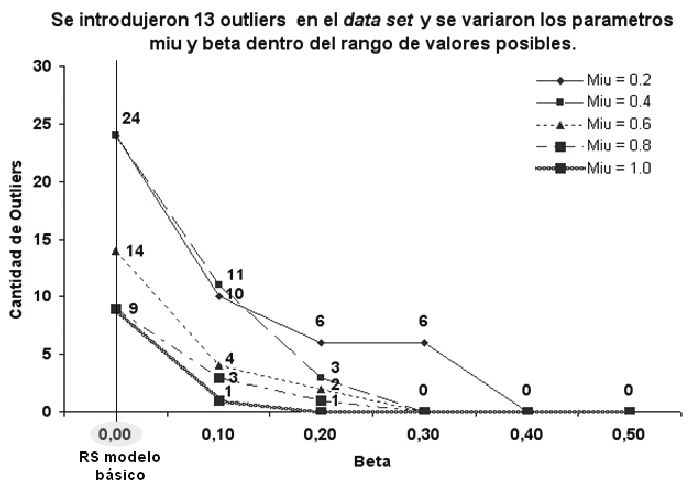 Se introdujeron 13 outliers en el data set y se variaron los parametros
miu y beta dentro del rango de valores posibles.
30
25
20
15
10
5
0
Cantidad de Outliers
Miu = 0.2
Miu = 0.4
Miu = 0.6
Miu = 0.8
Miu = 1.0
24
14
9
11
10
4
3
1
6
3
2
1
6
0
0
0
0,00
0,10
0,20
0,30
0,40
0,50
RS modelo
básico
Beta